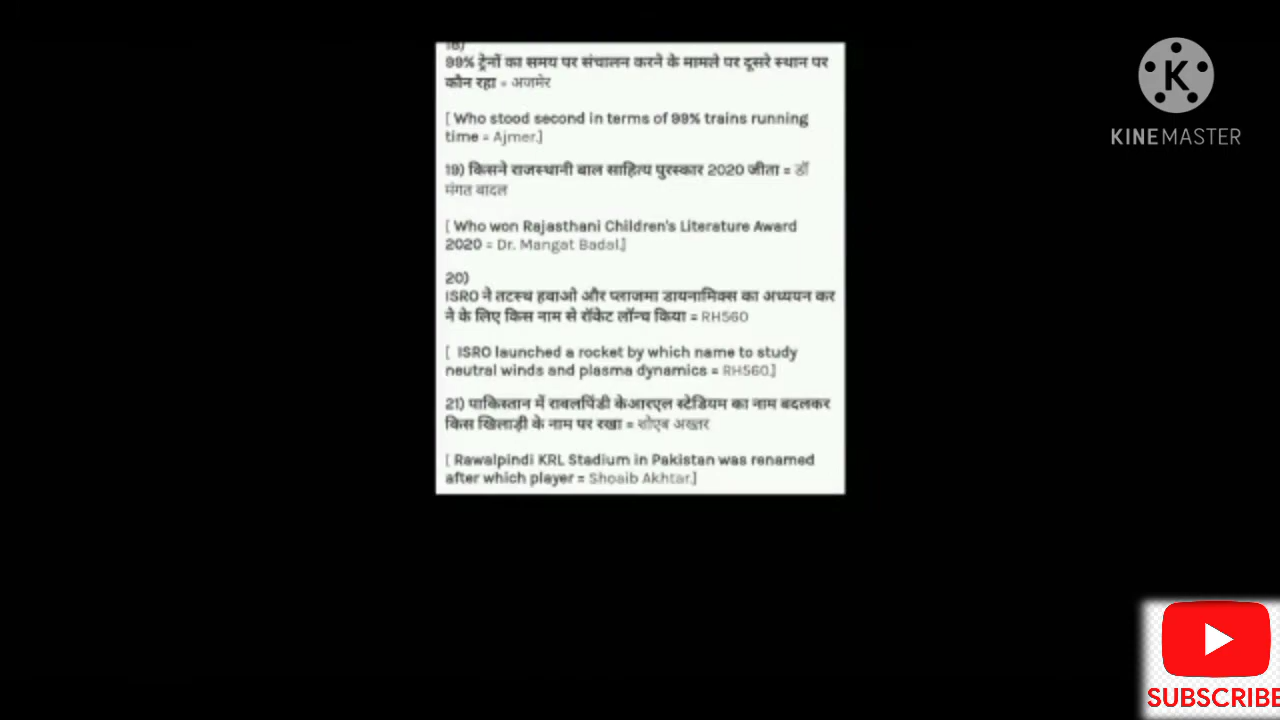 18)
99% ट्रेनों का समय पर संचालन करने के मामले पर दूसरे स्थान पर
कौन रहा = अजमेर
[ Who stood second in terms of 99% trains running
time = Ajmer.]
19) किसने राजस्थानी बाल साहित्य पुरस्कार 2020 जीता = डॉ
मंगत बादल
[ Who won Rajasthani Children's Literature Award
2020 = Dr. Mangat Badal.]
20)
ISRO ने तटस्थ हवाओ और प्लाजमा डायनामिक्स का अध्ययन कर
ने के लिए किस नाम से रॉकेट लॉन्च किया = RH560
[ ISRO launched a rocket by which name to study
neutral winds and plasma dynamics = RH560.]
21) पाकिस्तान में रावलपिंडी केआरएल स्टेडियम का नाम बदलकर
किस खिलाड़ी के नाम पर रखा = शोएब अख्तर
[ Rawalpindi KRL Stadium in Pakistan was renamed
after which player = Shoaib Akhtar.]
K
KINEMASTER
SUBSCRIBE